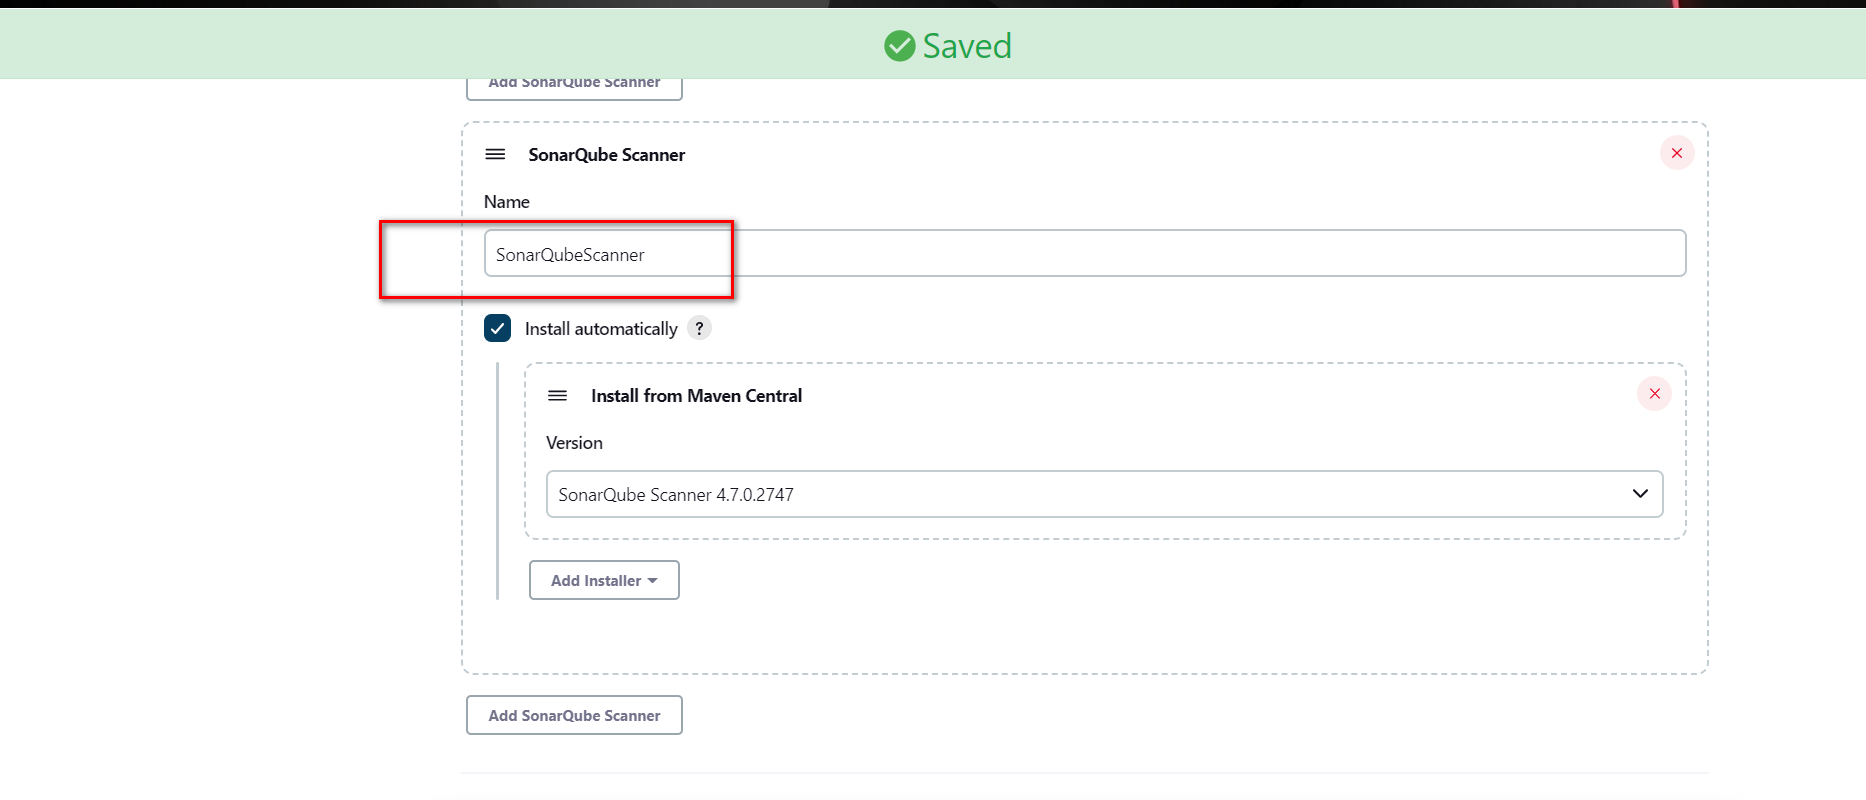 Saved
Add SonarQube Scanner
SonarQube Scanner
Name
SonarQubeScanner
Install automatically ?
Install from Maven Central
Version
SonarQube Scanner 4.7.0.2747
Add Installer
Add SonarQube Scanner